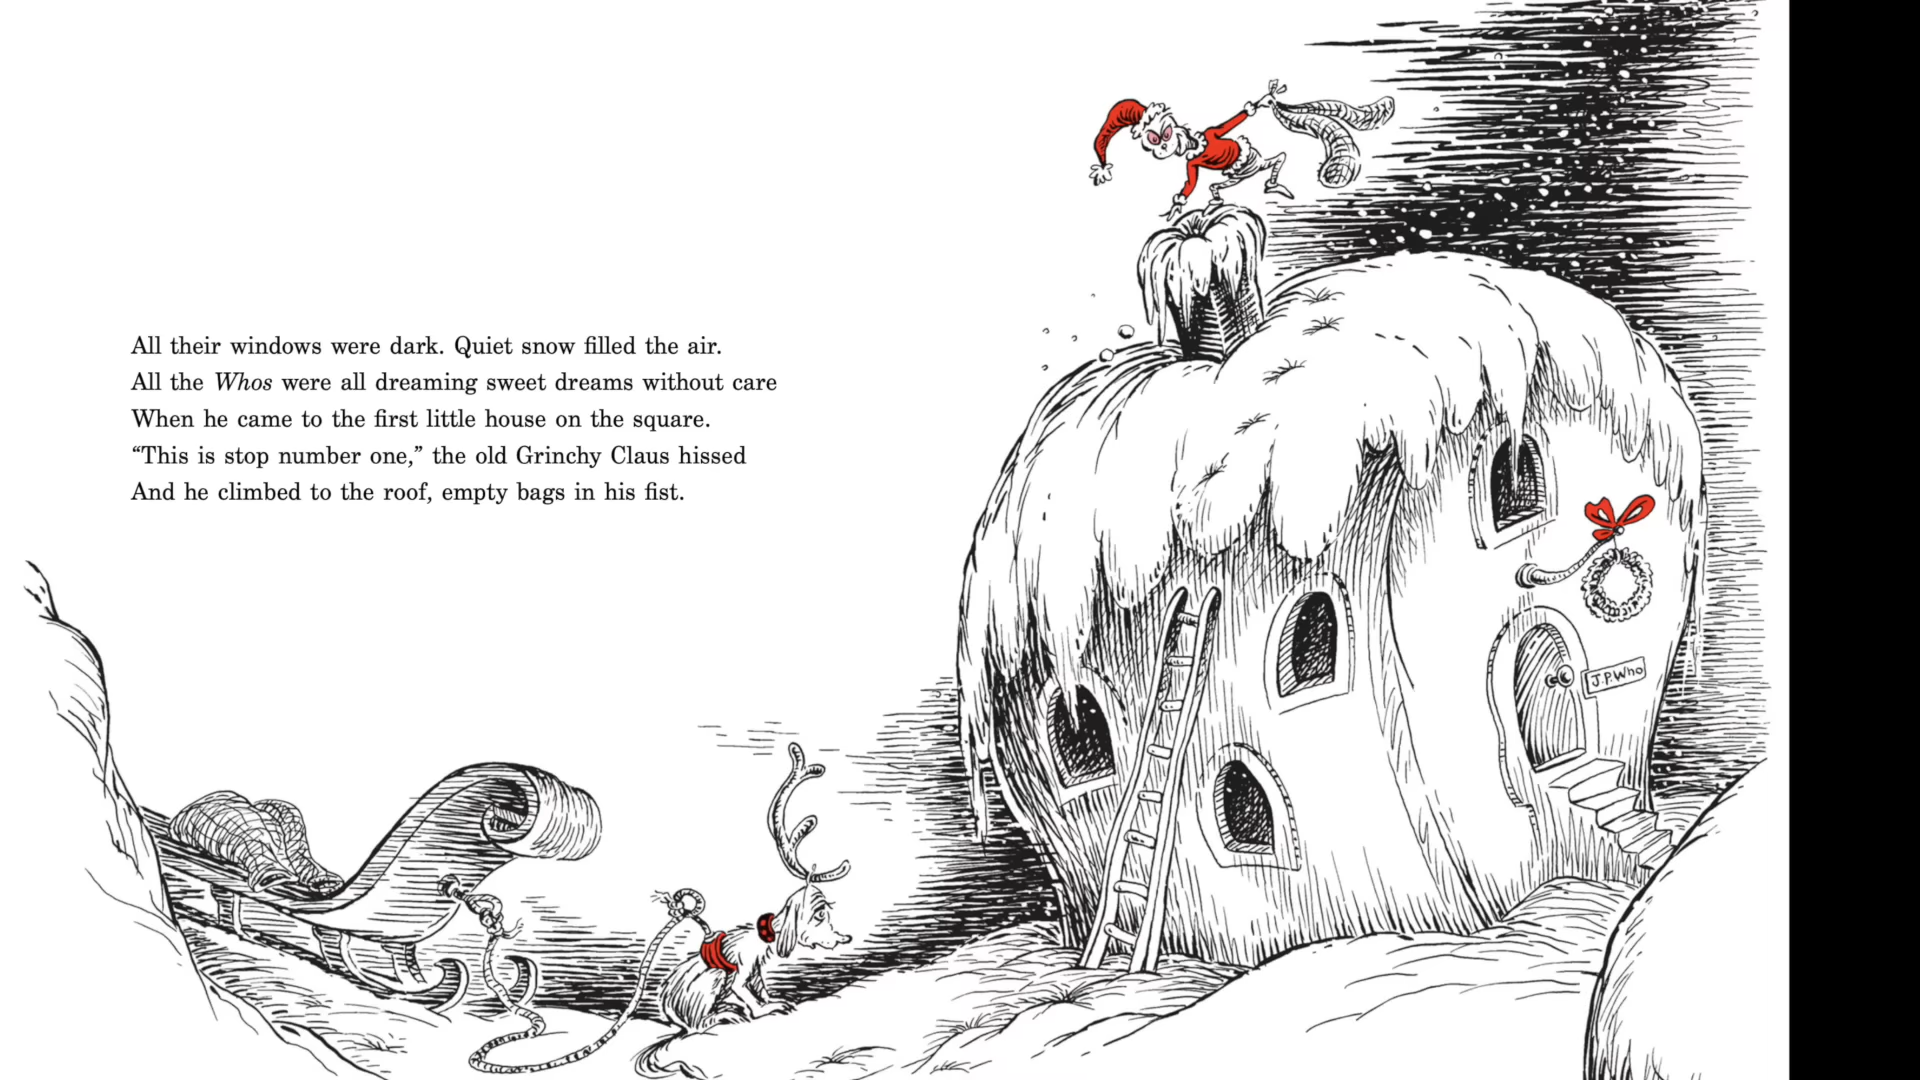 All their windows were dark. Quiet snow filled the air.
All the Whos were all dreaming sweet dreams without care
When he came to the first little house on the square.
“This is stop number one,” the old Grinchy Claus hissed
And he climbed to the roof, empty bags in his fist.
J.P.Who